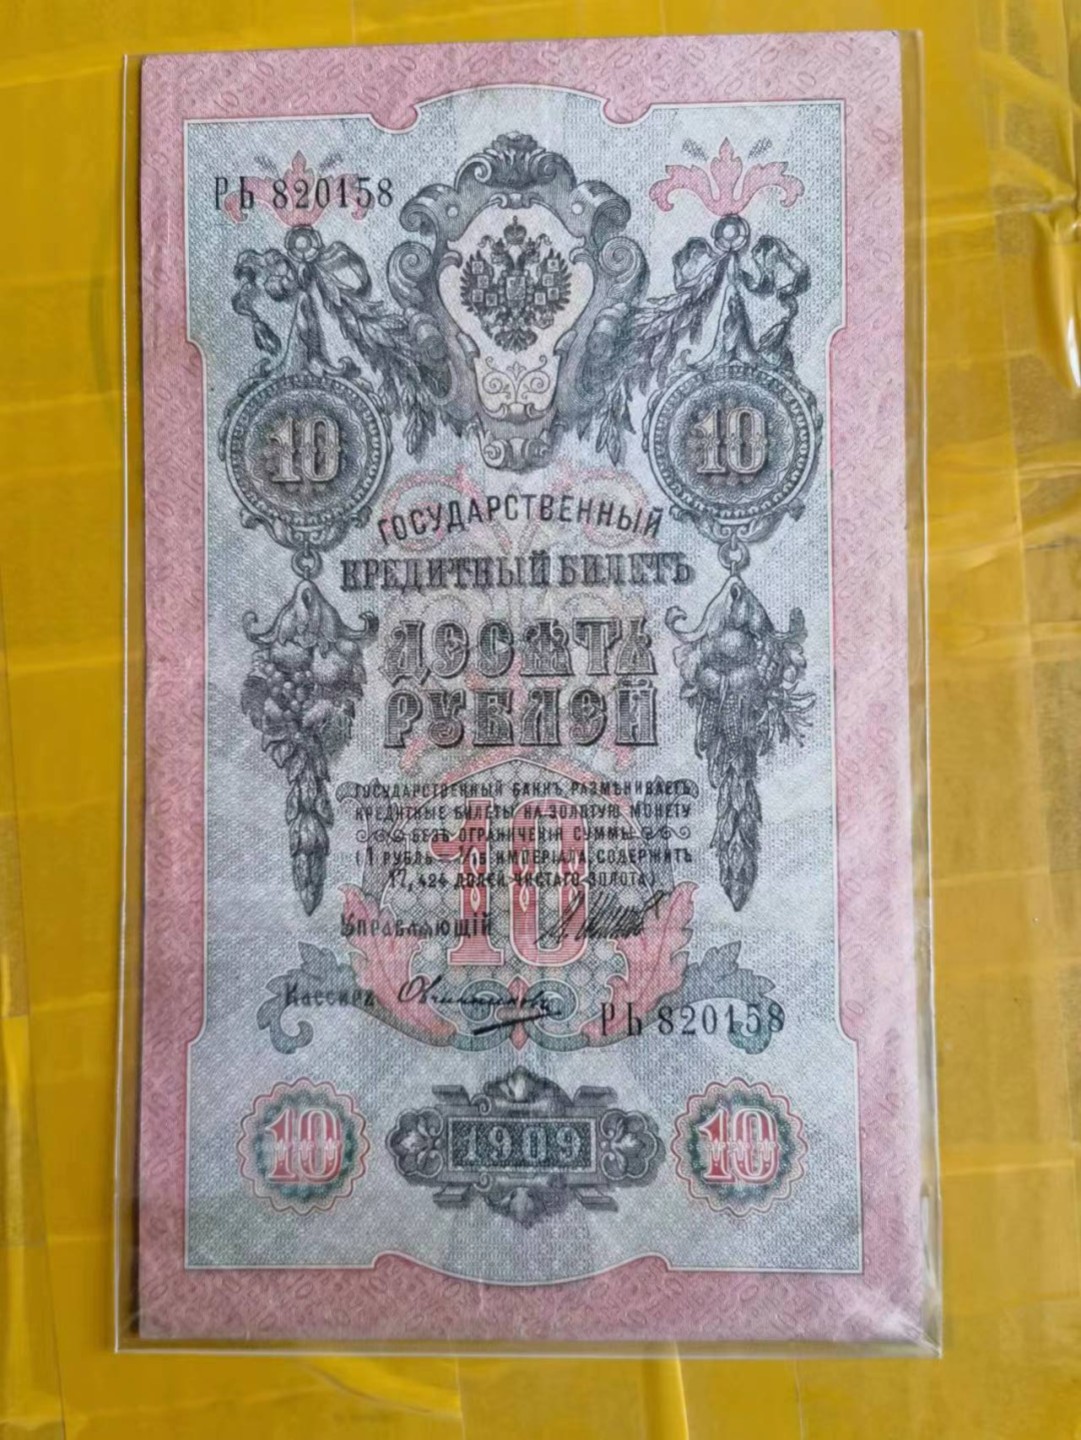 РЬ 820158
10 10
ГОСУДАРСТВЕННЫЙ
КРЕДИТНЫЙ БИЛЕТЪ
ДЕСЯТЬ
РУБЛЕЙ
ГОСУДАРСТВЕННЫЙ БАНКЪ РАЗМѢНИВАЕТЪ
КРЕДИТНЫЕ БИЛЕТЫ НА ЗОЛОТУЮ МОНЕТУ
БЕЗЪ ОГРАНИЧЕНІЯ СУММЫ
(1 РУБЛЬ = 1/15 ИМПЕРІАЛА, СОДЕРЖИТЪ
17,424 ДОЛЕЙ ЧИСТАГО ЗОЛОТА)
10
Управляющій
Кассиръ Овчинниковъ
РЬ 820158
10 1909 10